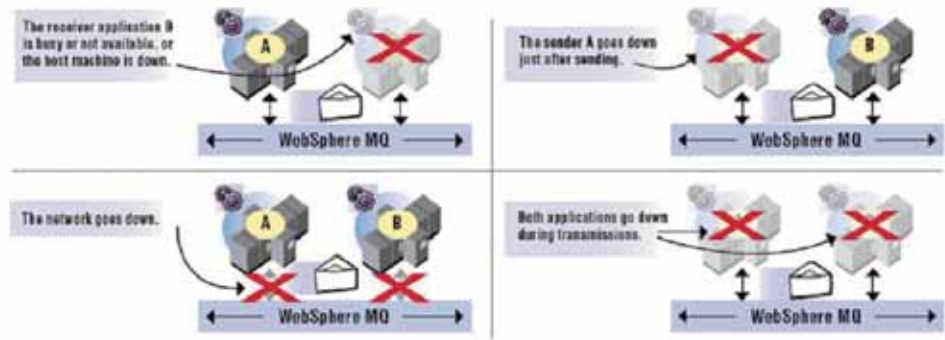 The receiver application B
is busy or not available, or
the host machine is down.
A
WebSphere MQ
The sender A goes down
just after sending.
B
WebSphere MQ
The network goes down.
A
B
WebSphere MQ
Both applications go down
during transmissions.
WebSphere MQ